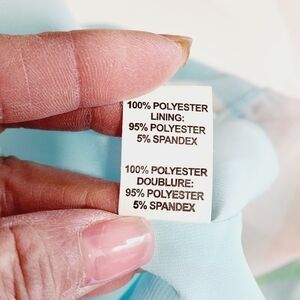 100% POLYESTER
LINING:
95% POLYESTER
5% SPANDEX
100% POLYESTER
DOUBLURE:
95% POLYESTER
5% SPANDEX